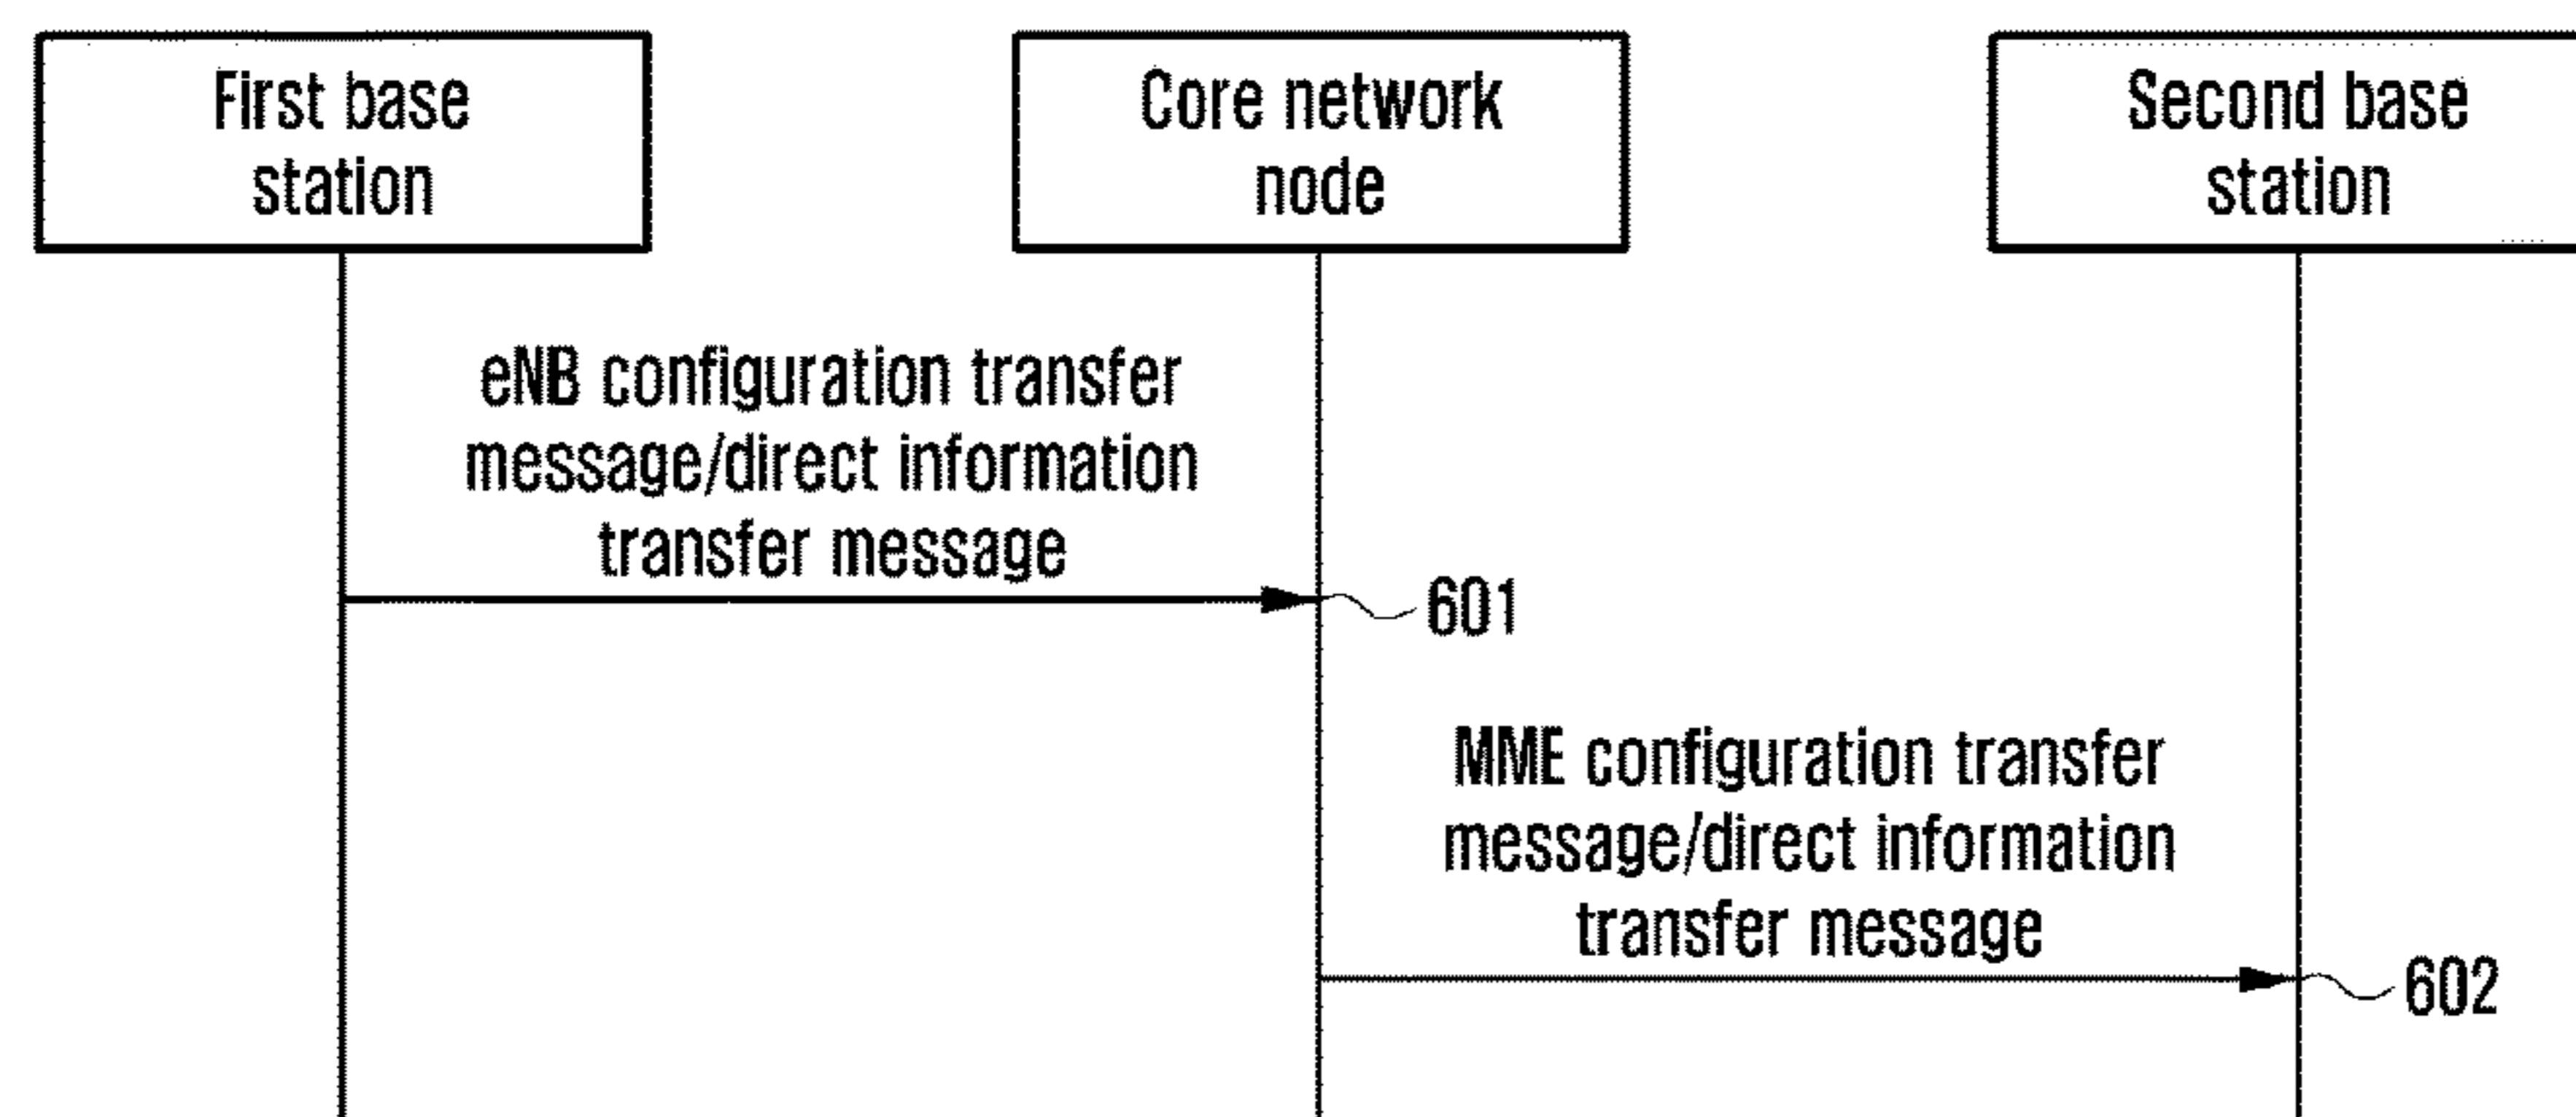 First base
station
Core network
node
Second base
station
eNB configuration transfer
message/direct information
transfer message
601
MME configuration transfer
message/direct information
transfer message
602